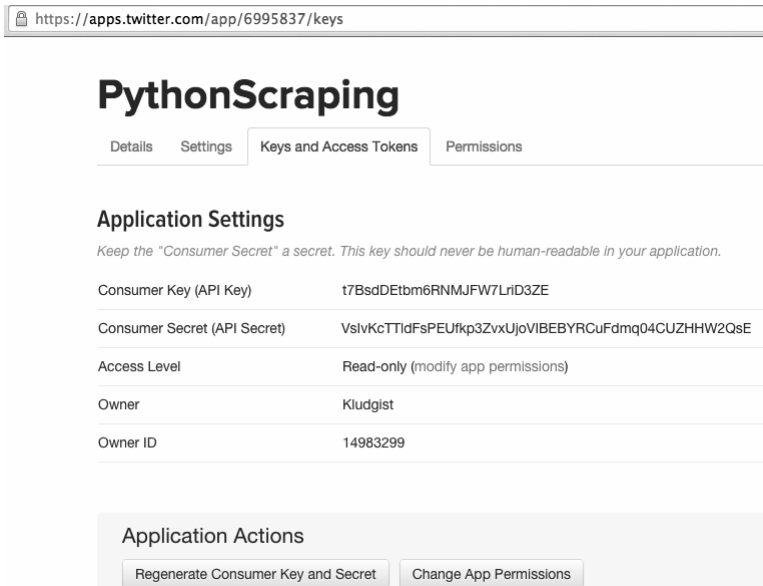 https://apps.twitter.com/app/6995837/keys
PythonScraping
Details Settings Keys and Access Tokens Permissions
Application Settings
Keep the "Consumer Secret" a secret. This key should never be human-readable in your application.
Consumer Key (API Key) t7BsdDEtbm6RNMJFW7LriD3ZE
Consumer Secret (API Secret) VsIvKcTTldFsPEUfkp3ZvxUjoVIBEBYRCuFdmq04CUZHHW2QsE
Access Level Read-only (modify app permissions)
Owner Kludgist
Owner ID 14983299
Application Actions
Regenerate Consumer Key and Secret Change App Permissions